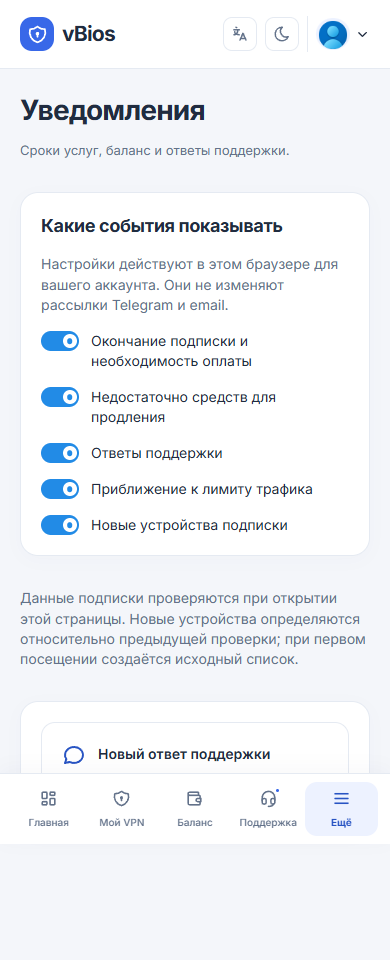 vBios
Уведомления
Сроки услуг, баланс и ответы поддержки.
Какие события показывать
Настройки действуют в этом браузере для
вашего аккаунта. Они не изменяют
рассылки Telegram и email.
Окончание подписки и
необходимость оплаты
Недостаточно средств для
продления
Ответы поддержки
Приближение к лимиту трафика
Новые устройства подписки
Данные подписки проверяются при открытии
этой страницы. Новые устройства определяются
относительно предыдущей проверки; при первом
посещении создаётся исходный список.
Новый ответ поддержки
Главная
Мой VPN
Баланс
Поддержка
Ещё